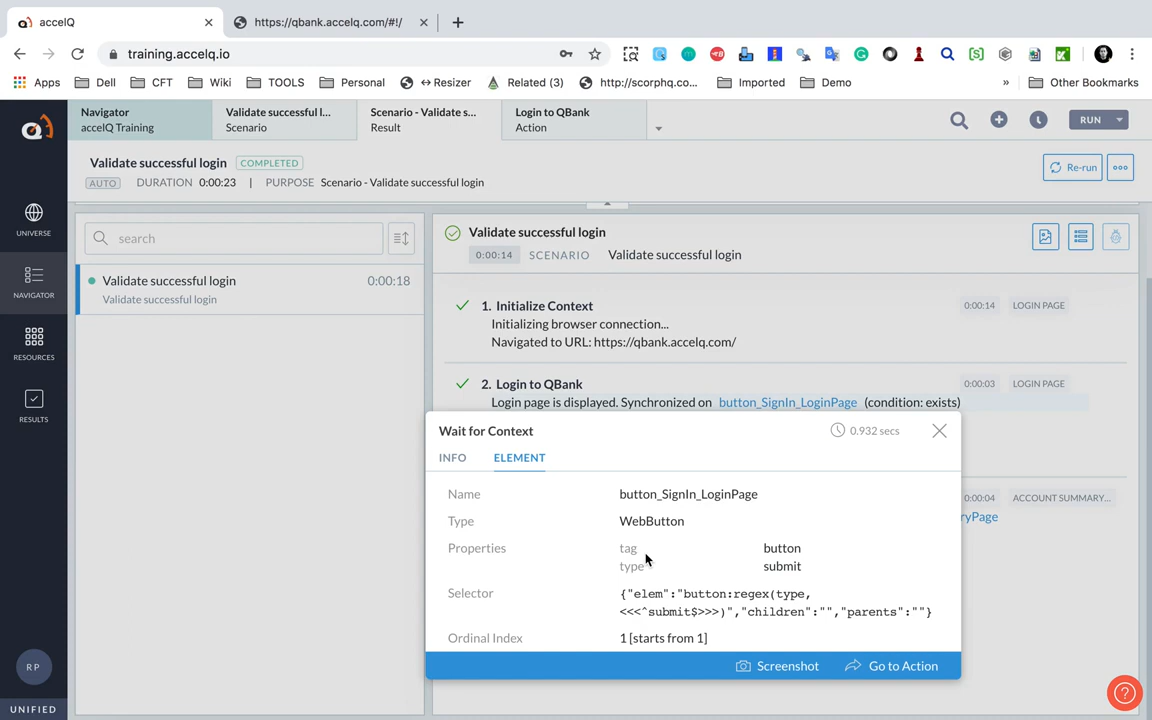 accelQ
https://qbank.accelq.com/#!/
training.accelq.io
Apps
Dell
CFT
Wiki
TOOLS
Personal
↔Resizer
Related (3)
http://scorphq.co...
Imported
Demo
»
Other Bookmarks
Navigator
accelQ Training
Validate successful l...
Scenario
Scenario - Validate s...
Result
Login to QBank
Action
RUN
Validate successful login
COMPLETED
AUTO
DURATION 0:00:23 | PURPOSE Scenario - Validate successful login
Re-run
UNIVERSE
NAVIGATOR
RESOURCES
RESULTS
RP
UNIFIED
search
Validate successful login
0:00:18
Validate successful login
Validate successful login
0:00:14 SCENARIO Validate successful login
1. Initialize Context
0:00:14 LOGIN PAGE
Initializing browser connection...
Navigated to URL: https://qbank.accelq.com/
2. Login to QBank
0:00:03 LOGIN PAGE
Login page is displayed. Synchronized on button_SignIn_LoginPage (condition: exists)
0:00:04 ACCOUNT SUMMARY...
ryPage
Wait for Context
0.932 secs
INFO
ELEMENT
Name button_SignIn_LoginPage
Type WebButton
Properties tag button
type submit
Selector {"elem":"button:regex(type,
<<<^submit$>>>)","children":"","parents":""}
Ordinal Index 1 [starts from 1]
Screenshot
Go to Action